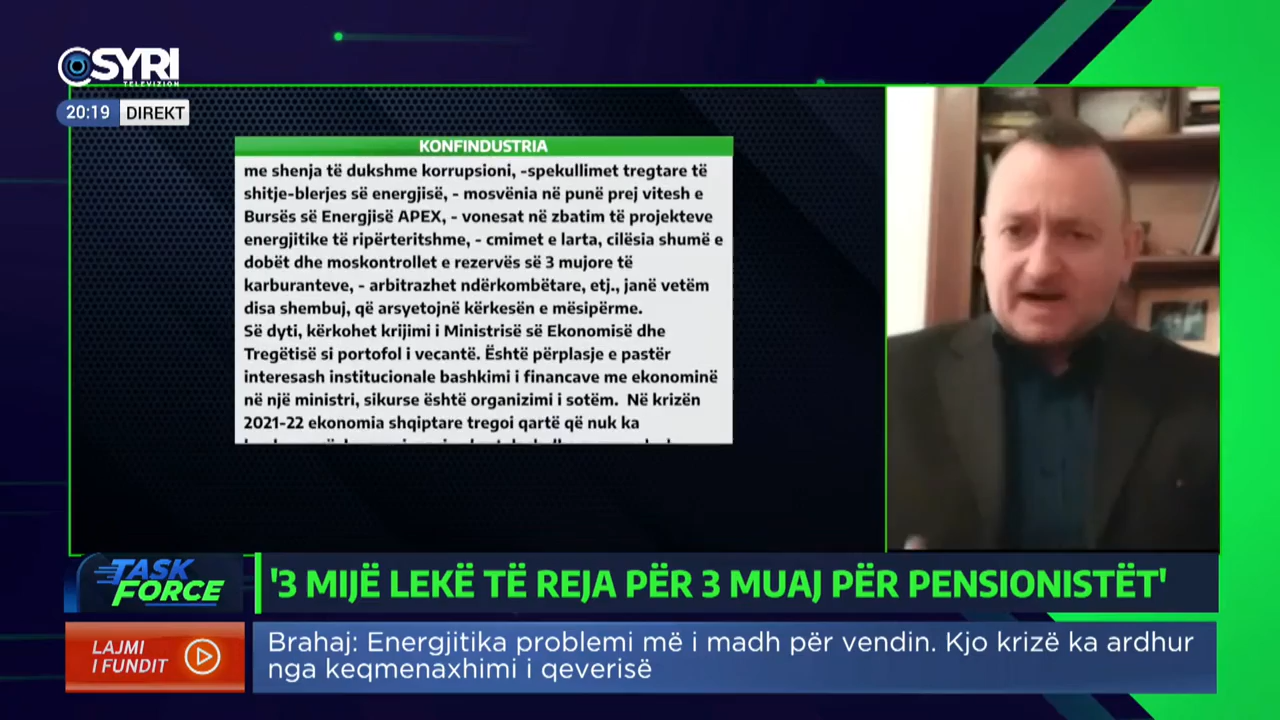 SYRI
TELEVIZION
20:19 DIREKT
KONFINDUSTRIA
me shenja të dukshme korrupsioni, -spekullimet tregtare të
shitje-blerjes së energjisë, - mosvënia në punë prej vitesh e
Bursës së Energjisë APEX, - vonesat në zbatim të projekteve
energjitike të ripërteritshme, - cmimet e larta, cilësia shumë e
dobët dhe moskontrollet e rezervës së 3 mujore të
karburanteve, - arbitrazhet ndërkombëtare, etj., janë vetëm
disa shembuj, që arsyetojnë kërkesën e mësipërme.
Së dyti, kërkohet krijimi i Ministrisë së Ekonomisë dhe
Tregëtisë si portofol i vecantë. Është përplasje e pastër
interesash institucionale bashkimi i financave me ekonominë
në një ministri, sikurse është organizimi i sotëm. Në krizën
2021-22 ekonomia shqiptare tregoi qartë që nuk ka
TASK
FORCE
'3 MIJË LEKË TË REJA PËR 3 MUAJ PËR PENSIONISTËT'
LAJMI
I FUNDIT
Brahaj: Energjitika problemi më i madh për vendin. Kjo krizë ka ardhur
nga keqmenaxhimi i qeverisë